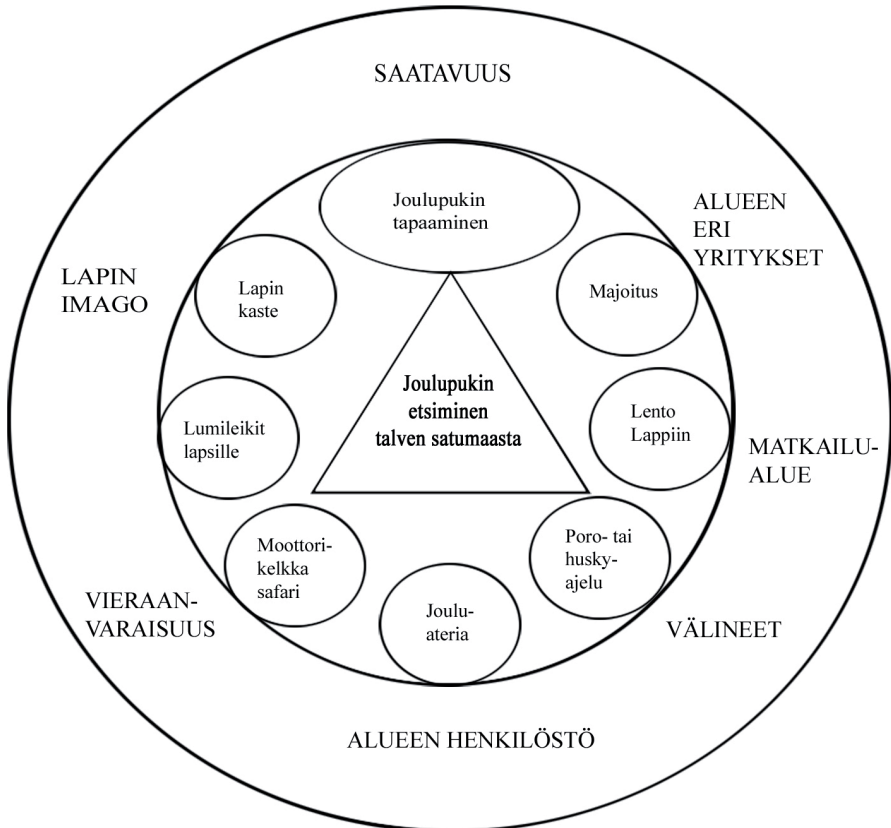 SAATAVUUS
Joulupukin
tapaaminen
ALUEEN
ERI
YRITYKSET
LAPIN
IMAGO
Lapin
kaste
Majoitus
Joulupukin
etsiminen
talven satumaasta
Lumileikit
lapsille
Lento
Lappiin
MATKAILU-
ALUE
Moottori-
kelkka
safari
Poro- tai
husky-
ajelu
Joulu-
ateria
VIERAAN-
VARAISUUS
VÄLINEET
ALUEEN HENKILÖSTÖ